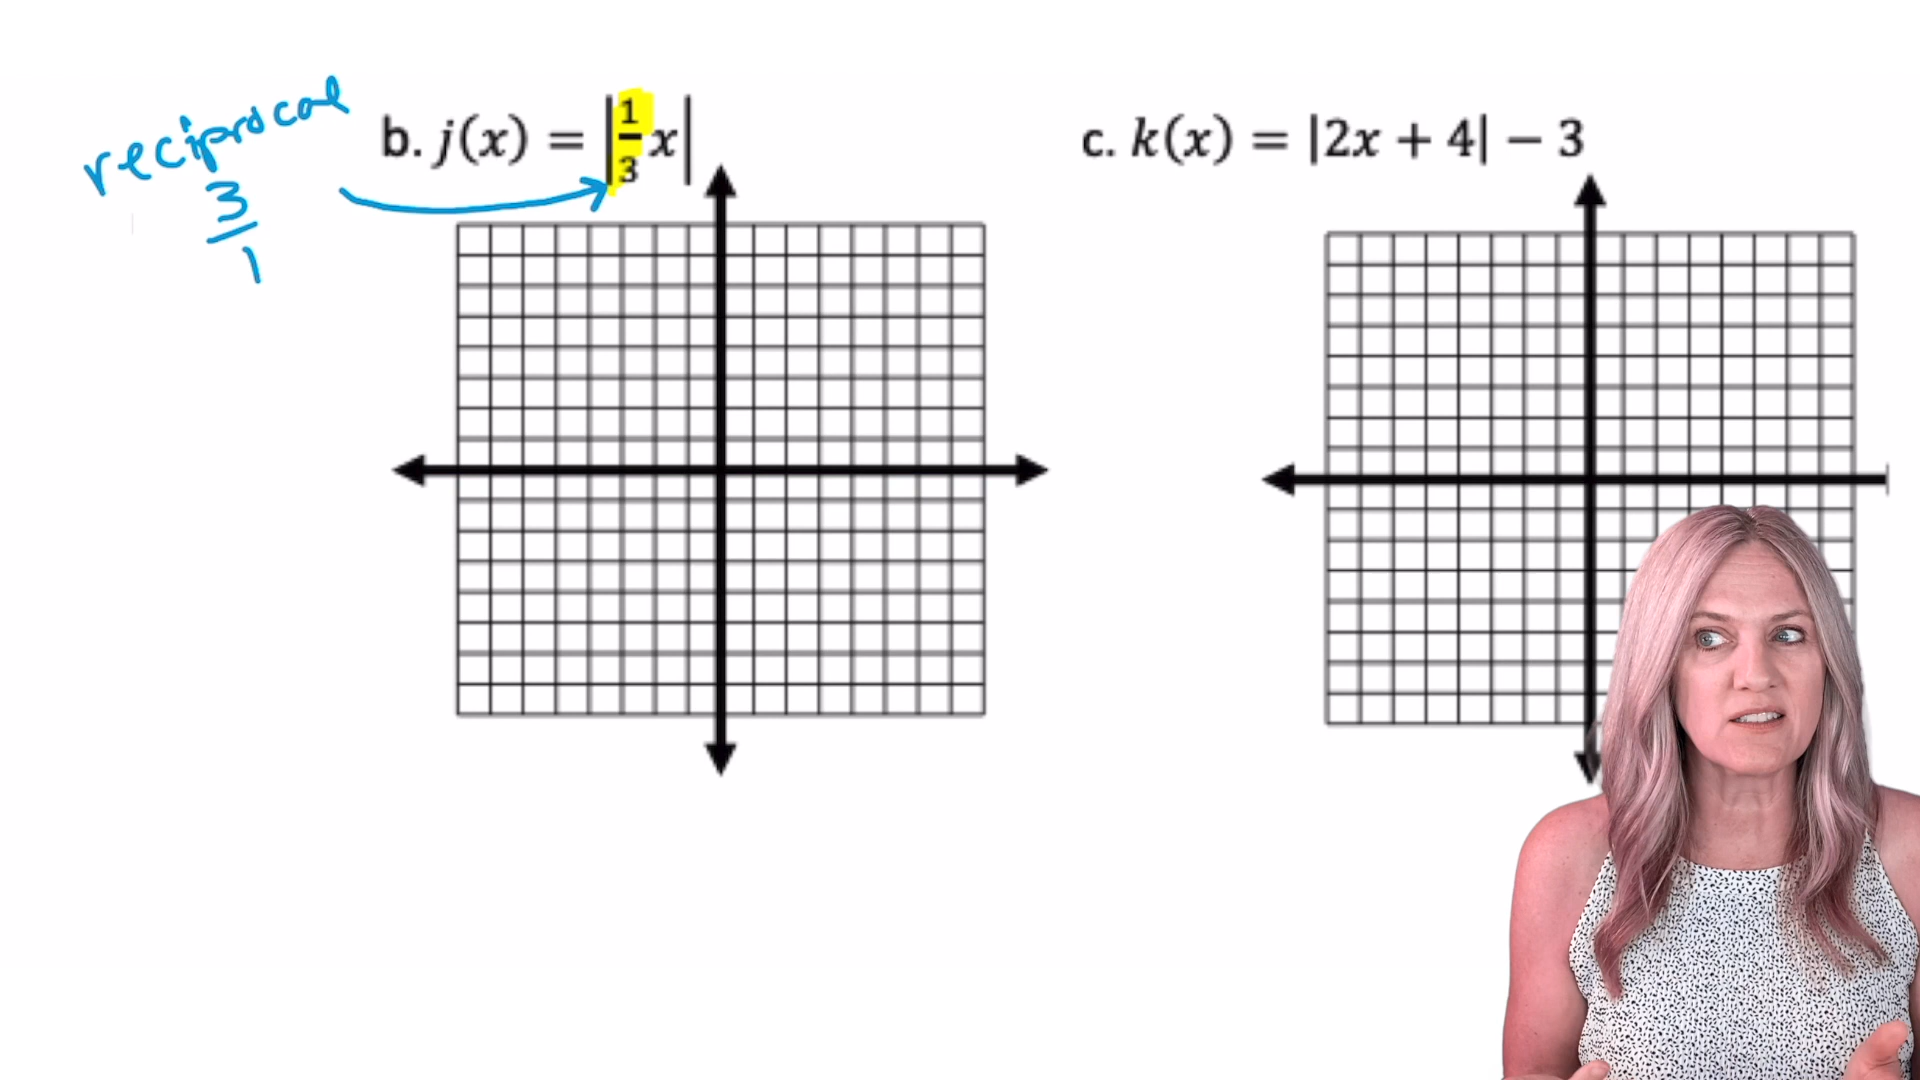 reciprocal
3/1
b. j(x) = |1/3 x|
c. k(x) = |2x + 4| − 3